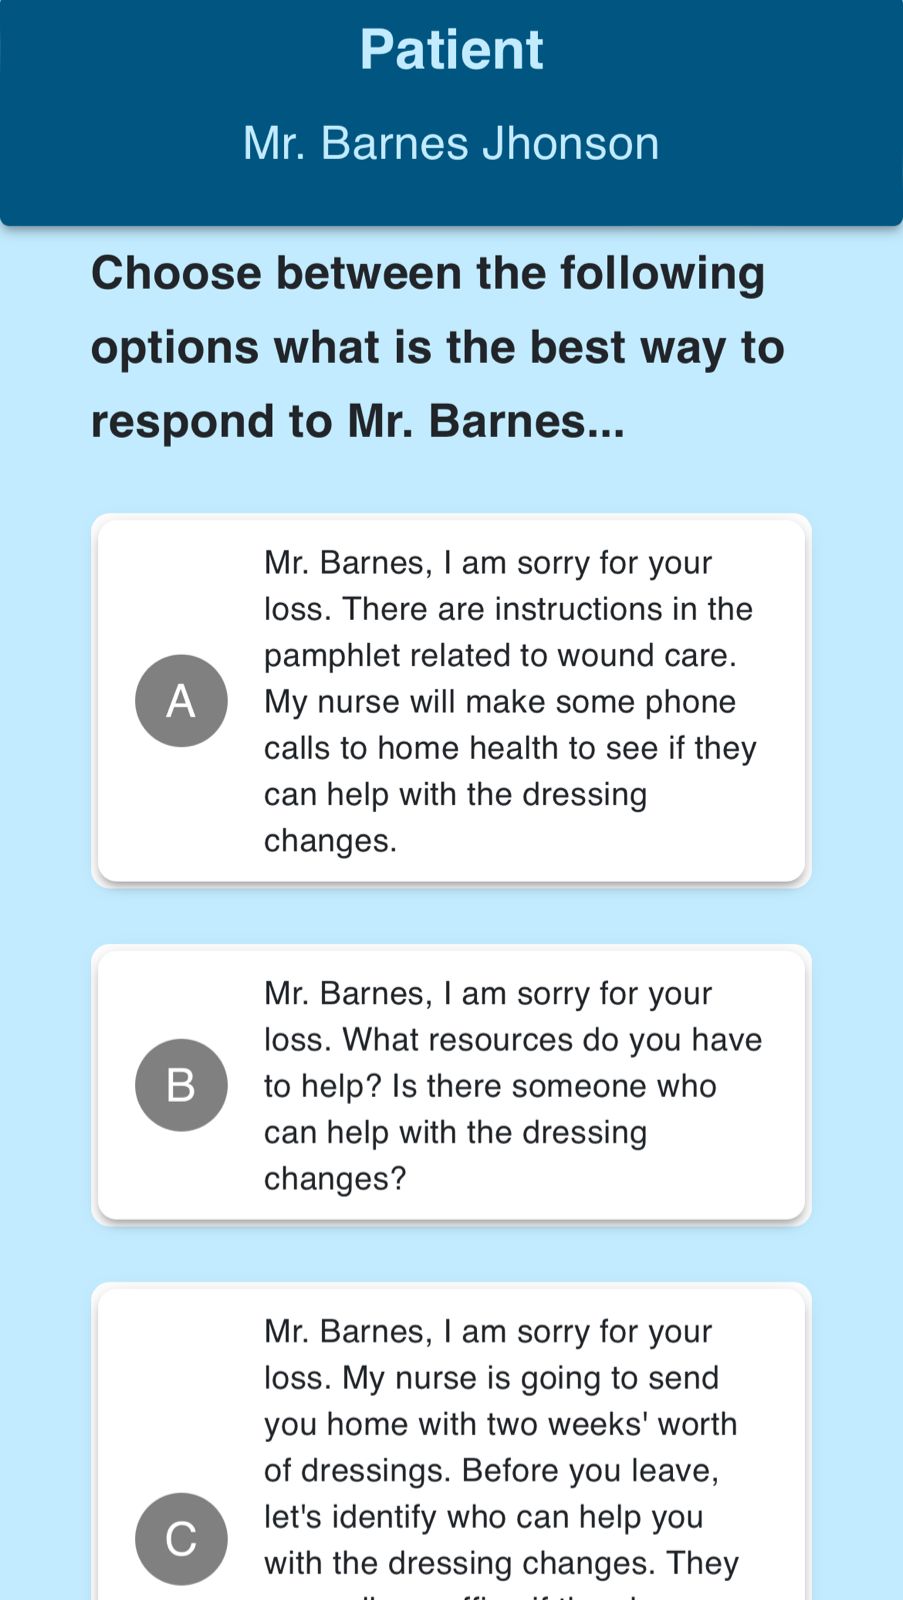 Patient
Mr. Barnes Jhonson
Choose between the following
options what is the best way to
respond to Mr. Barnes...
Mr. Barnes, I am sorry for your
loss. There are instructions in the
pamphlet related to wound care.
My nurse will make some phone
calls to home health to see if they
can help with the dressing
changes.
A
Mr. Barnes, I am sorry for your
loss. What resources do you have
to help? Is there someone who
can help with the dressing
changes?
B
Mr. Barnes, I am sorry for your
loss. My nurse is going to send
you home with two weeks' worth
of dressings. Before you leave,
let's identify who can help you
with the dressing changes. They
C